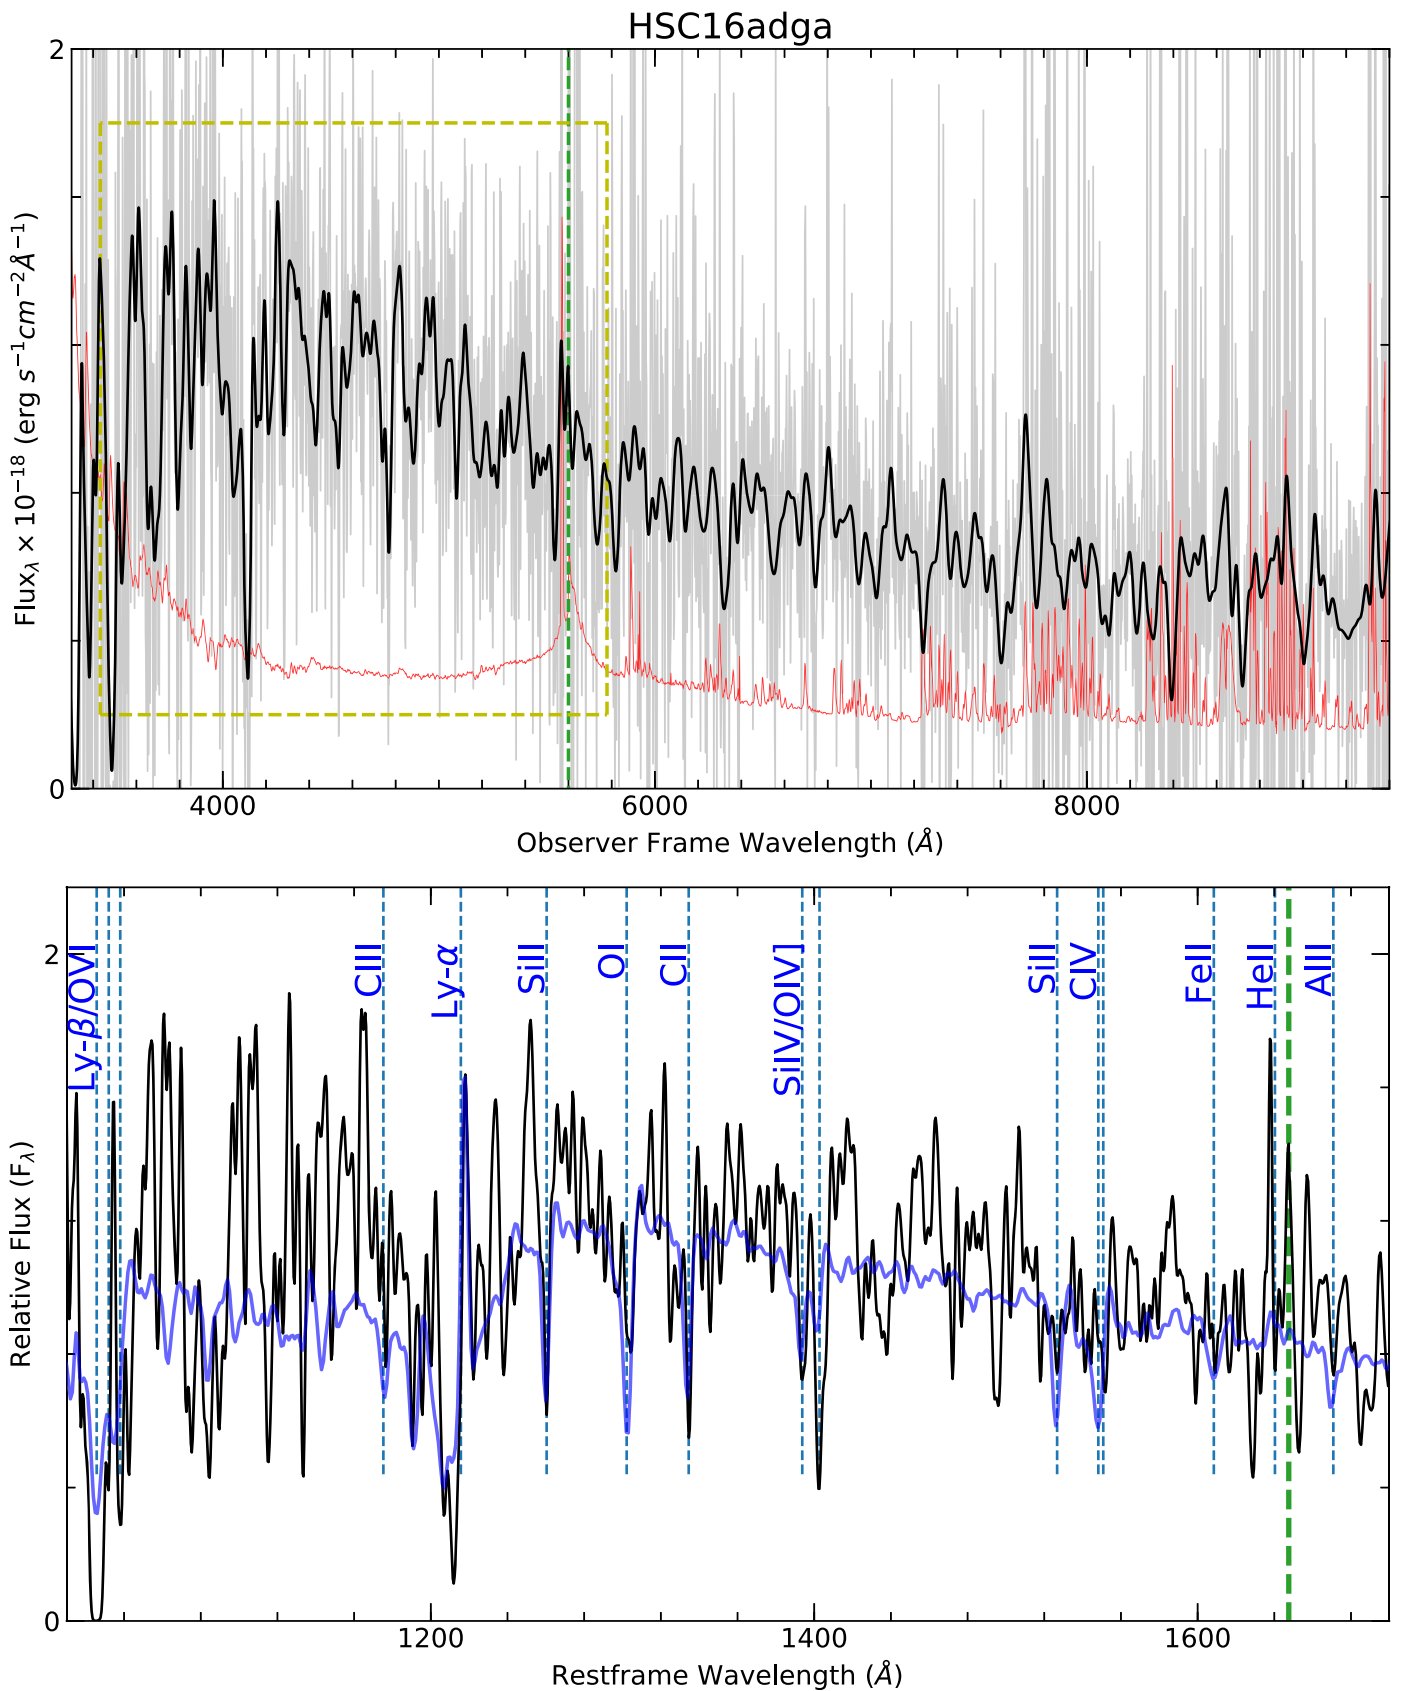 HSC16adga
2
0
Flux_λ × 10⁻¹⁸ (erg s⁻¹cm⁻²Å⁻¹)
4000
6000
8000
Observer Frame Wavelength (Å)
2
0
Relative Flux (F_λ)
Ly-β/OVI
CIII
Ly-α
SiII
OI
CII
SiIV/OIV]
SiII
CIV
FeII
HeII
AlII
1200
1400
1600
Restframe Wavelength (Å)